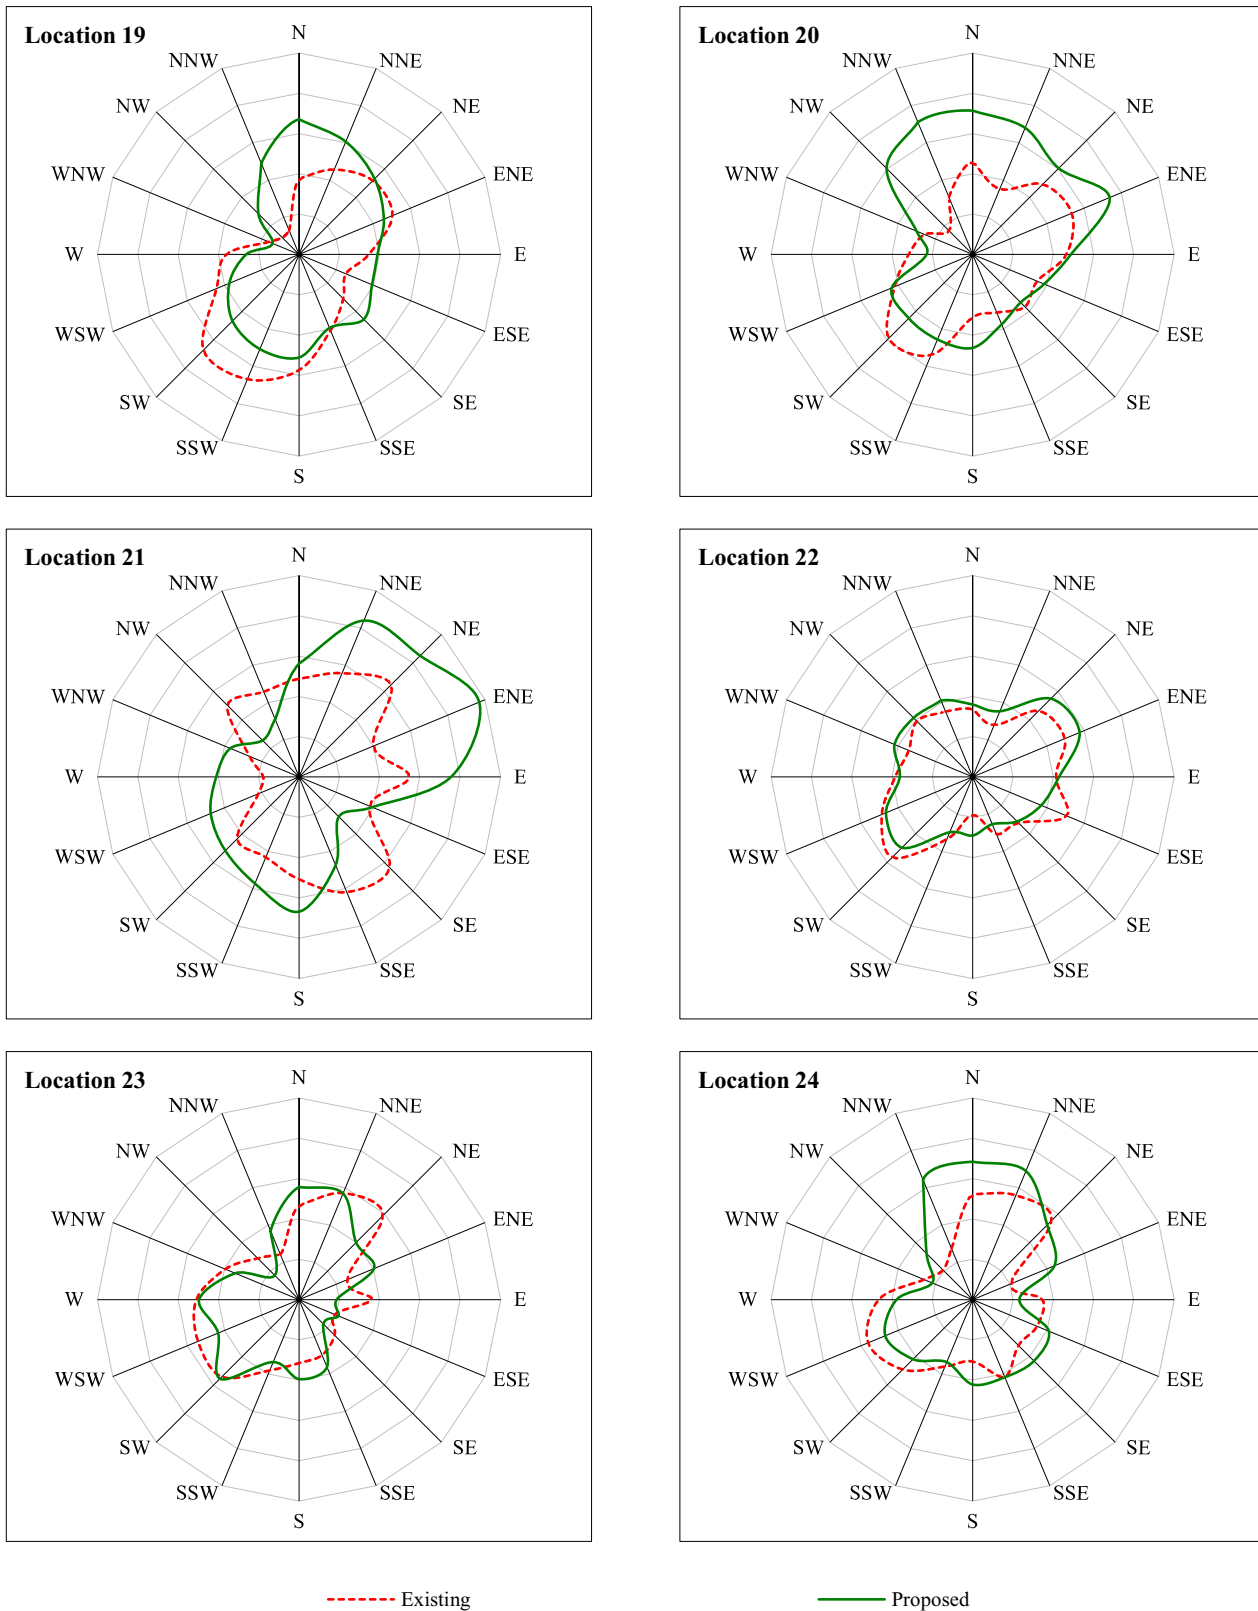 Location 19
N
NNW
NNE
NW
NE
WNW
ENE
W
E
WSW
ESE
SW
SE
SSW
SSE
S
Location 20
N
NNW
NNE
NW
NE
WNW
ENE
W
E
WSW
ESE
SW
SE
SSW
SSE
S
Location 21
N
NNW
NNE
NW
NE
WNW
ENE
W
E
WSW
ESE
SW
SE
SSW
SSE
S
Location 22
N
NNW
NNE
NW
NE
WNW
ENE
W
E
WSW
ESE
SW
SE
SSW
SSE
S
Location 23
N
NNW
NNE
NW
NE
WNW
ENE
W
E
WSW
ESE
SW
SE
SSW
SSE
S
Location 24
N
NNW
NNE
NW
NE
WNW
ENE
W
E
WSW
ESE
SW
SE
SSW
SSE
S
Existing
Proposed